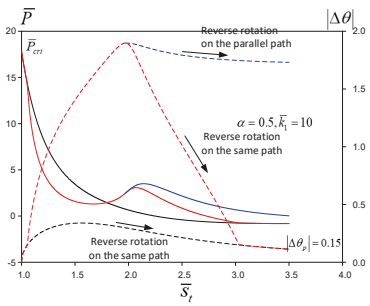 P̅
|Δθ|
20
15
10
5
0
-5
P̅cri
Reverse rotation
on the parallel path
α = 0.5, k̅₁ = 10
Reverse rotation
on the same path
Reverse rotation
on the same path
|Δθₚ| = 0.15
2.0
1.5
1.0
0.5
0.0
1.0
1.5
2.0
2.5
3.0
3.5
4.0
s̅ₜ